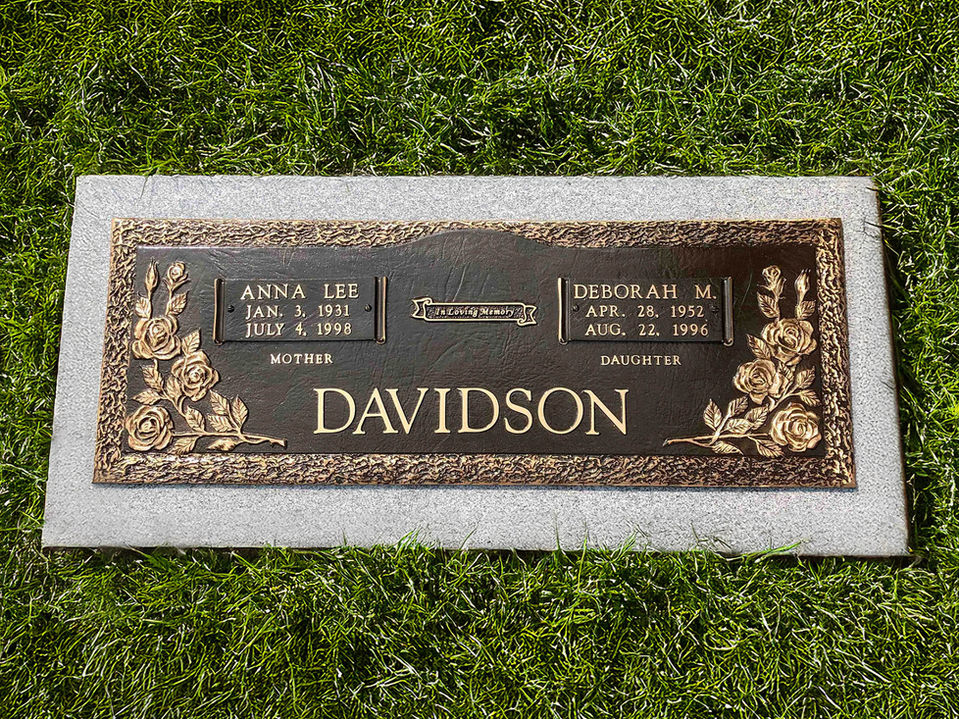 ANNA LEE
JAN. 3, 1931
JULY 4, 1998
MOTHER
In Loving Memory
DEBORAH M.
APR. 28, 1952
AUG. 22, 1996
DAUGHTER
DAVIDSON